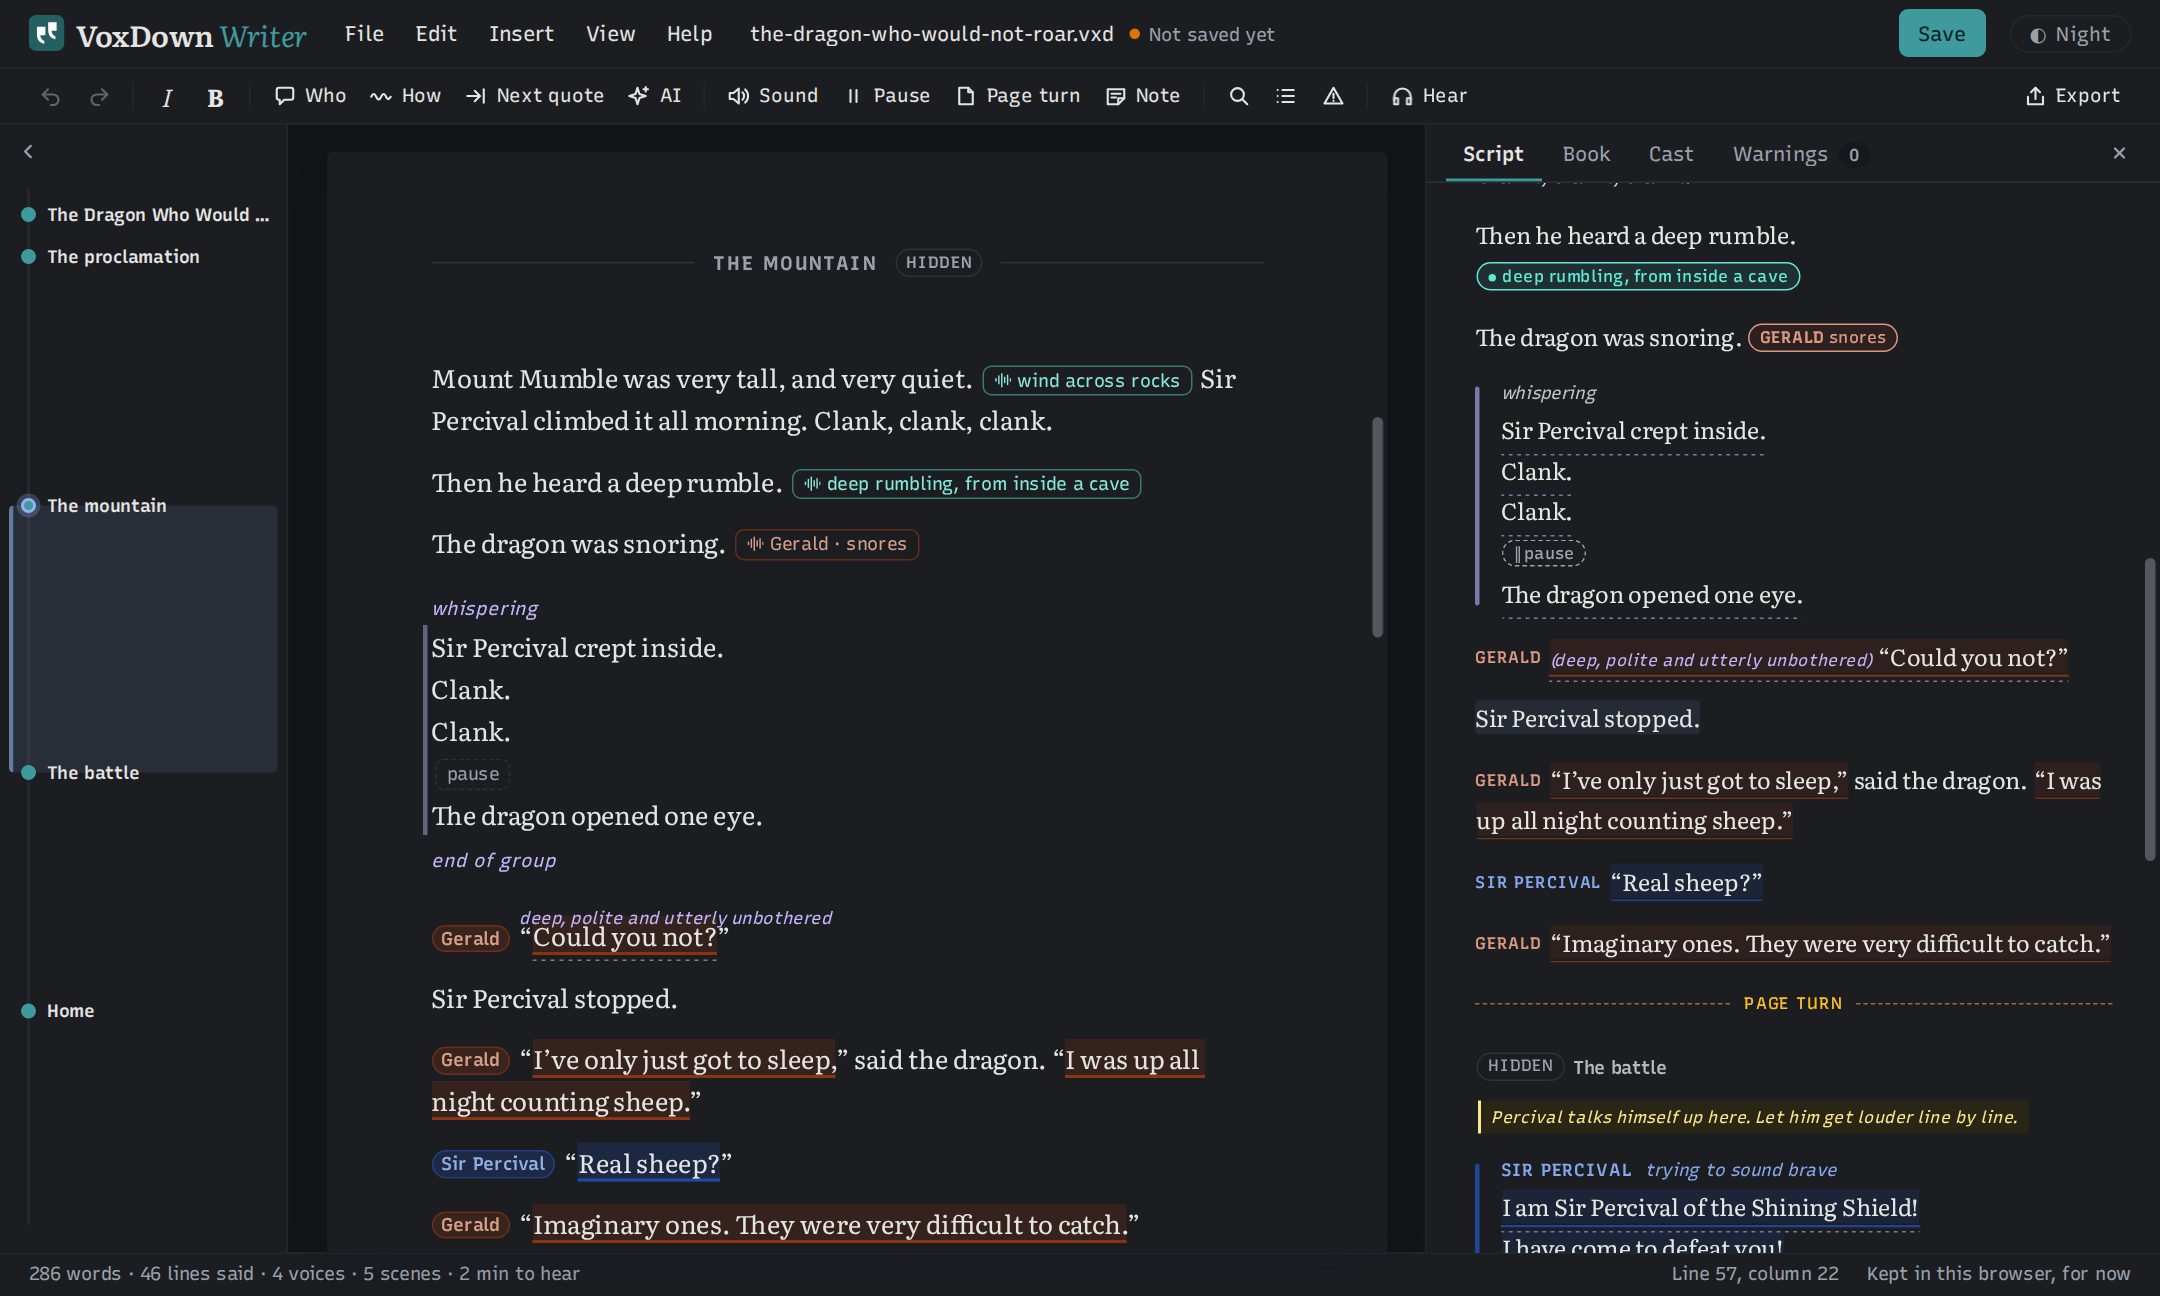 VoxDown Writer File Edit Insert View Help the-dragon-who-would-not-roar.vxd Not saved yet Save Night
I B Who How Next quote AI Sound Pause Page turn Note Hear Export
The Dragon Who Would ...
The proclamation
The mountain
The battle
Home
THE MOUNTAIN HIDDEN
Mount Mumble was very tall, and very quiet. wind across rocks Sir
Percival climbed it all morning. Clank, clank, clank.
Then he heard a deep rumble. deep rumbling, from inside a cave
The dragon was snoring. Gerald · snores
whispering
Sir Percival crept inside.
Clank.
Clank.
pause
The dragon opened one eye.
end of group
deep, polite and utterly unbothered
Gerald “Could you not?”
Sir Percival stopped.
Gerald “I’ve only just got to sleep,” said the dragon. “I was up all
night counting sheep.”
Sir Percival “Real sheep?”
Gerald “Imaginary ones. They were very difficult to catch.”
Script Book Cast Warnings 0
Then he heard a deep rumble.
deep rumbling, from inside a cave
The dragon was snoring. GERALD snores
whispering
Sir Percival crept inside.
Clank.
Clank.
pause
The dragon opened one eye.
GERALD (deep, polite and utterly unbothered) “Could you not?”
Sir Percival stopped.
GERALD “I’ve only just got to sleep,” said the dragon. “I was
up all night counting sheep.”
SIR PERCIVAL “Real sheep?”
GERALD “Imaginary ones. They were very difficult to catch.”
PAGE TURN
HIDDEN The battle
Percival talks himself up here. Let him get louder line by line.
SIR PERCIVAL trying to sound brave
I am Sir Percival of the Shining Shield!
I have come to defeat you!
286 words · 46 lines said · 4 voices · 5 scenes · 2 min to hear
Line 57, column 22 Kept in this browser, for now